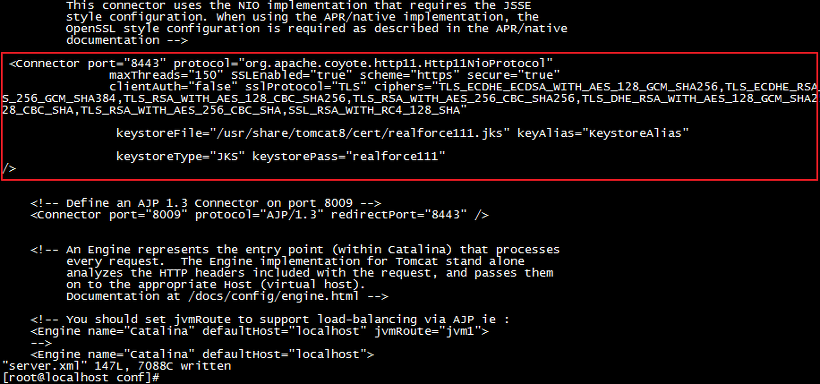 This connector uses the NIO implementation that requires the JSSE
style configuration. When using the APR/native implementation, the
OpenSSL style configuration is required as described in the APR/native
documentation -->
<Connector port="8443" protocol="org.apache.coyote.http11.Http11NioProtocol"
maxThreads="150" SSLEnabled="true" scheme="https" secure="true"
clientAuth="false" sslProtocol="TLS" ciphers="TLS_ECDHE_ECDSA_WITH_AES_128_GCM_SHA256,TLS_ECDHE_RSA_
S_256_GCM_SHA384,TLS_RSA_WITH_AES_128_CBC_SHA256,TLS_RSA_WITH_AES_256_CBC_SHA256,TLS_DHE_RSA_WITH_AES_128_GCM_SHA2
28_CBC_SHA,TLS_RSA_WITH_AES_256_CBC_SHA,SSL_RSA_WITH_RC4_128_SHA"
keystoreFile="/usr/share/tomcat8/cert/realforce111.jks" keyAlias="KeystoreAlias"
keystoreType="JKS" keystorePass="realforce111"
/>
<!-- Define an AJP 1.3 Connector on port 8009 -->
<Connector port="8009" protocol="AJP/1.3" redirectPort="8443" />
<!-- An Engine represents the entry point (within Catalina) that processes
every request.  The Engine implementation for Tomcat stand alone
analyzes the HTTP headers included with the request, and passes them
on to the appropriate Host (virtual host).
Documentation at /docs/config/engine.html -->
<!-- You should set jvmRoute to support load-balancing via AJP ie :
<Engine name="Catalina" defaultHost="localhost" jvmRoute="jvm1">
-->
<Engine name="Catalina" defaultHost="localhost">
"server.xml" 147L, 7088C written
[root@localhost conf]#